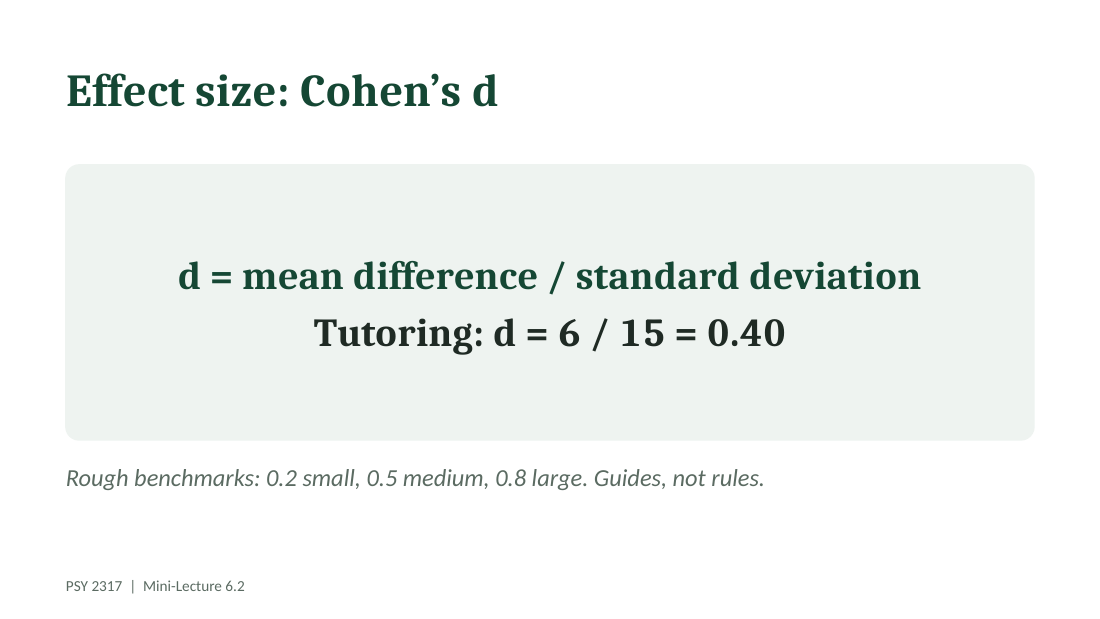 Effect size: Cohen’s d
d = mean difference / standard deviation
Tutoring: d = 6 / 15 = 0.40
Rough benchmarks: 0.2 small, 0.5 medium, 0.8 large. Guides, not rules.
PSY 2317 | Mini-Lecture 6.2